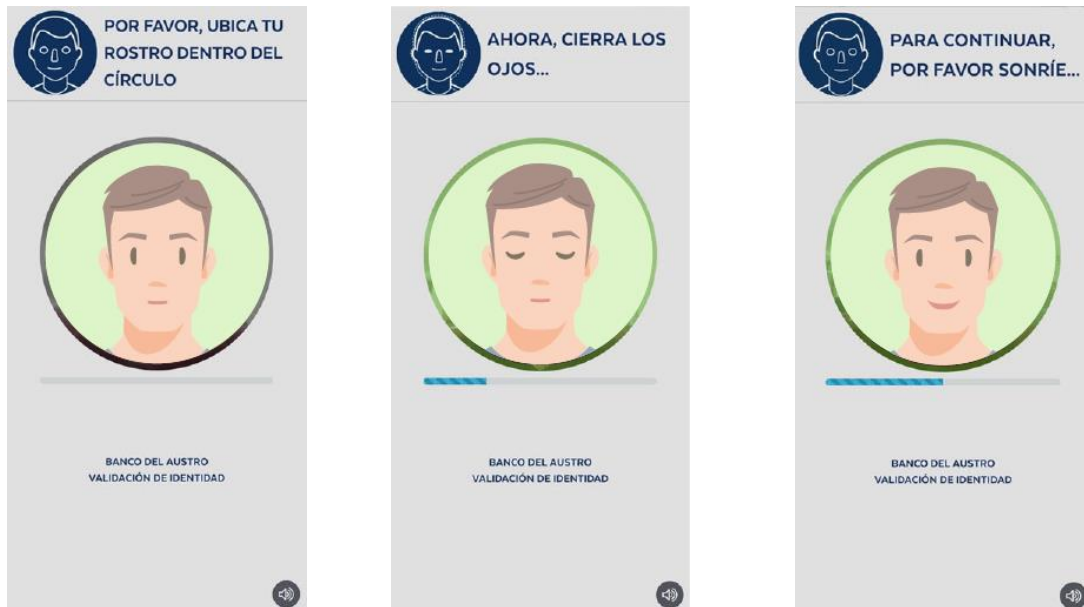 POR FAVOR, UBICA TU
ROSTRO DENTRO DEL
CÍRCULO
BANCO DEL AUSTRO
VALIDACIÓN DE IDENTIDAD
AHORA, CIERRA LOS
OJOS...
BANCO DEL AUSTRO
VALIDACIÓN DE IDENTIDAD
PARA CONTINUAR,
POR FAVOR SONRÍE...
BANCO DEL AUSTRO
VALIDACIÓN DE IDENTIDAD